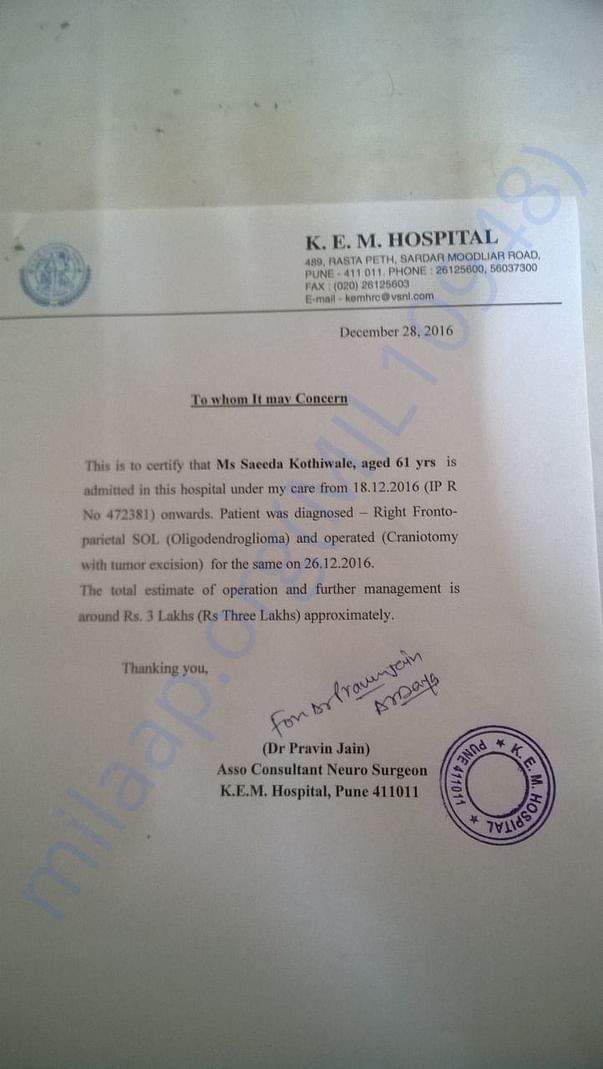 K. E. M. HOSPITAL
489, RASTA PETH, SARDAR MOODLIAR ROAD,
PUNE - 411 011. PHONE : 26125600, 56037300
FAX : (020) 26125603
E-mail - kemhrc@vsnl.com
December 28, 2016
To whom It may Concern
This is to certify that Ms Saeeda Kothiwale, aged 61 yrs is
admitted in this hospital under my care from 18.12.2016 (IP R
No 472381) onwards. Patient was diagnosed – Right Fronto-
parietal SOL (Oligodendroglioma) and operated (Craniotomy
with tumor excision) for the same on 26.12.2016.
The total estimate of operation and further management is
around Rs. 3 Lakhs (Rs Three Lakhs) approximately.
Thanking you,
For Dr Pravin Jain
(Dr Pravin Jain)
Asso Consultant Neuro Surgeon
K.E.M. Hospital, Pune 411011
★ K. E. M. HOSPITAL ★ PUNE 411011
milaap.org(MIL109948)